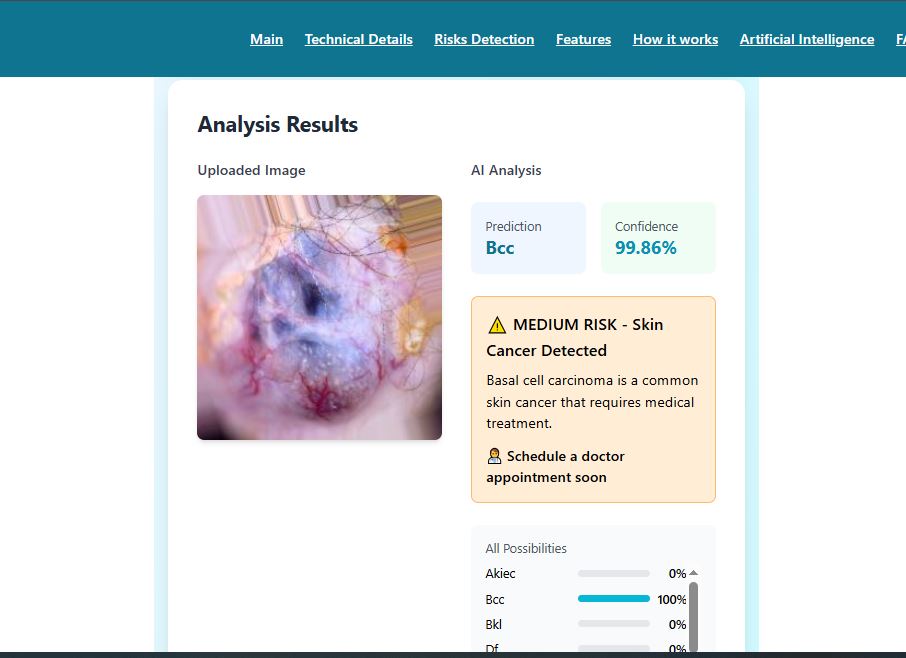 Main Technical Details Risks Detection Features How it works Artificial Intelligence FA
Analysis Results
Uploaded Image
AI Analysis
Prediction
Bcc
Confidence
99.86%
⚠️ MEDIUM RISK - Skin
Cancer Detected
Basal cell carcinoma is a common
skin cancer that requires medical
treatment.
👩‍⚕️ Schedule a doctor
appointment soon
All Possibilities
Akiec 0%
Bcc 100%
Bkl 0%
Df 0%